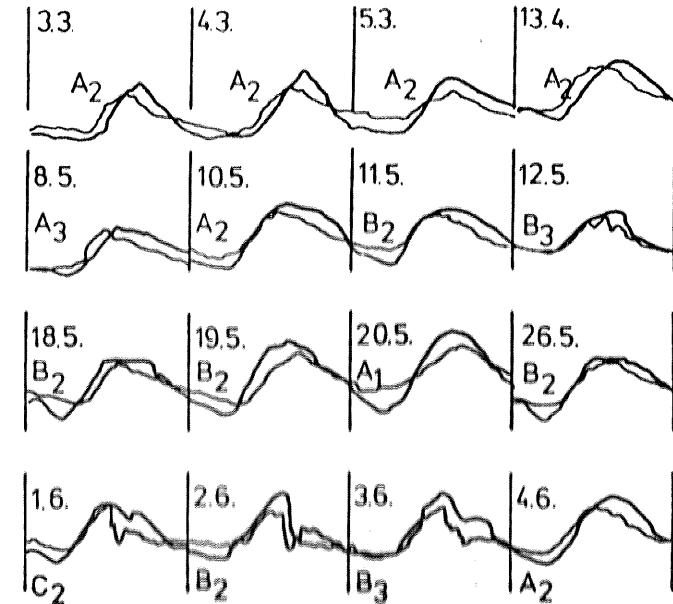 3.3. 4.3. 5.3. 13.4.
A2 A2 A2 A2
8.5. 10.5. 11.5. 12.5.
A3 A2 B2 B3
18.5. 19.5. 20.5. 26.5.
B2 B2 A1 B2
1.6. 2.6. 3.6. 4.6.
C2 B2 B3 A2